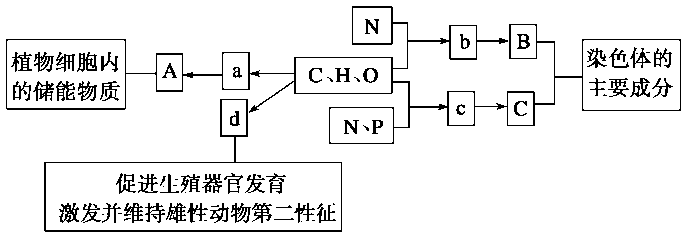 植物细胞内
的储能物质
A
a
C、H、O
N
b
B
N、P
c
C
染色体的
主要成分
d
促进生殖器官发育
激发并维持雄性动物第二性征